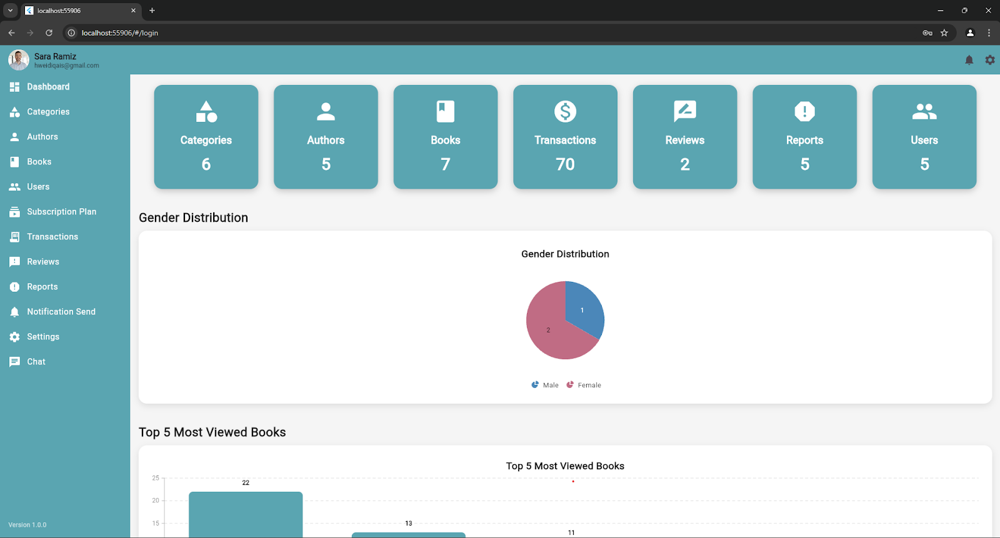 localhost:55906
localhost:55906/#/login
Sara Ramiz
hweidiqais@gmail.com
Dashboard
Categories
Authors
Books
Users
Subscription Plan
Transactions
Reviews
Reports
Notification Send
Settings
Chat
Version 1.0.0
Categories
6
Authors
5
Books
7
Transactions
70
Reviews
2
Reports
5
Users
5
Gender Distribution
Gender Distribution
1
2
Male
Female
Top 5 Most Viewed Books
Top 5 Most Viewed Books
25
22
20
15
13
11